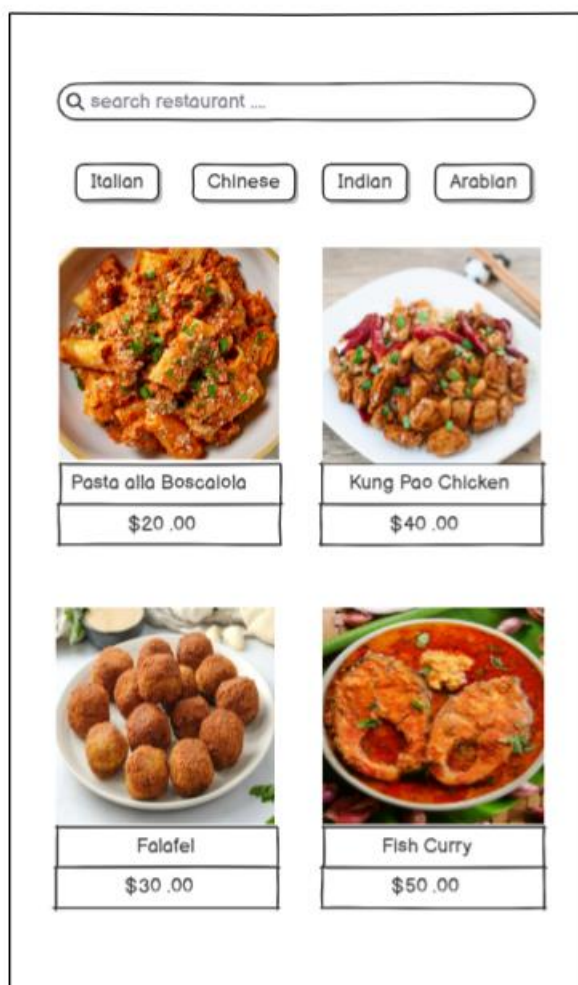 search restaurant ....
Italian Chinese Indian Arabian
Pasta alla Boscaiola
$20 .00
Kung Pao Chicken
$40 .00
Falafel
$30 .00
Fish Curry
$50 .00